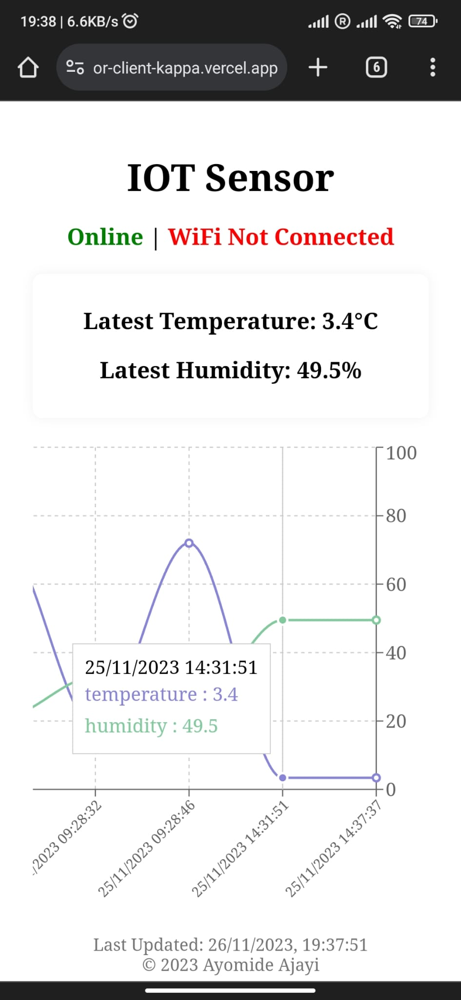 19:38 | 6.6KB/s
R
74
or-client-kappa.vercel.app
6
IOT Sensor
Online | WiFi Not Connected
Latest Temperature: 3.4°C
Latest Humidity: 49.5%
100
80
60
40
20
0
25/11/2023 14:31:51
temperature : 3.4
humidity : 49.5
/2023 09:28:32
25/11/2023 09:28:46
25/11/2023 14:31:51
25/11/2023 14:37:37
Last Updated: 26/11/2023, 19:37:51
© 2023 Ayomide Ajayi